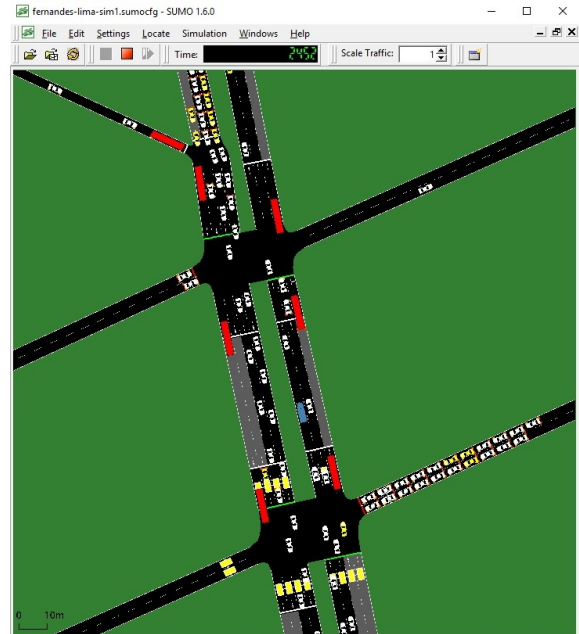 fernandes-lima-sim1.sumocfg - SUMO 1.6.0
File Edit Settings Locate Simulation Windows Help
Time: 2452 Scale Traffic: 1
0 10m